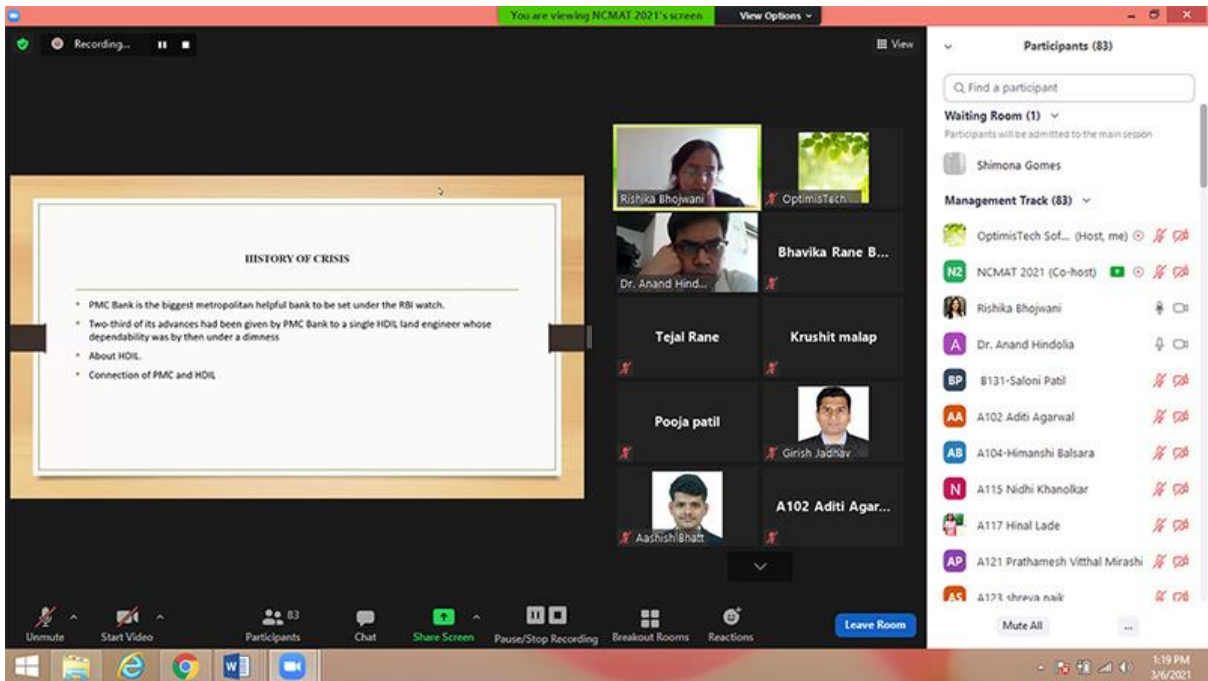 You are viewing NCMAT 2021's screen
View Options
Recording...
View
HISTORY OF CRISIS
PMC Bank is the biggest metropolitan helpful bank to be set under the RBI watch.
Two-third of its advances had been given by PMC Bank to a single HDIL land engineer whose
dependability was by then under a dimness
About HDIL.
Connection of PMC and HDIL
Rishika Bhojwani
OptimisTech
Dr. Anand Hind...
Bhavika Rane B...
Tejal Rane
Krushit malap
Pooja patil
Girish Jadhav
Aashish Bhatt
A102 Aditi Agar...
Participants (83)
Find a participant
Waiting Room (1)
Participants will be admitted to the main session
Shimona Gomes
Management Track (83)
OptimisTech Sof... (Host, me)
N2 NCMAT 2021 (Co-host)
Rishika Bhojwani
A Dr. Anand Hindolia
BP B131-Saloni Patil
AA A102 Aditi Agarwal
AB A104-Himanshi Balsara
N A115 Nidhi Khanolkar
A117 Hinal Lade
AP A121 Prathamesh Vitthal Mirashi
AS A123 shreya naik
Mute All
...
Unmute
Start Video
83
Participants
Chat
Share Screen
Pause/Stop Recording
Breakout Rooms
Reactions
Leave Room
1:19 PM
3/6/2021